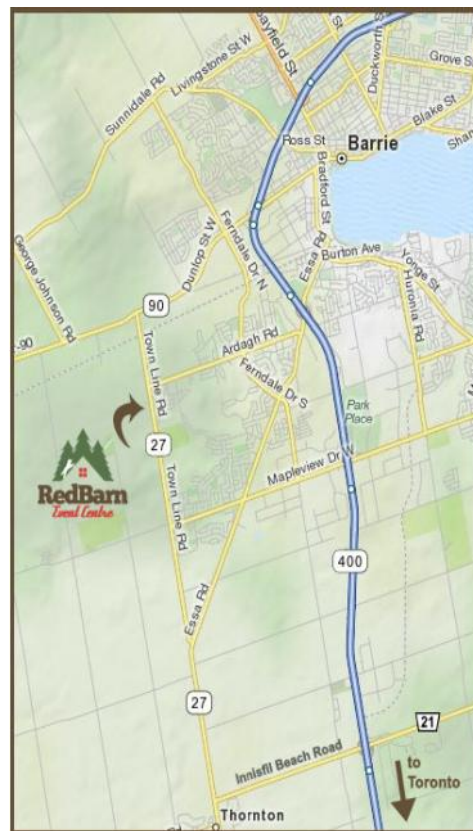 Bayfield St
Duckworth St
Livingstone St W
Grove St
Sunnidale Rd
Blake St
Ross St
Barrie
Bradford St
Dunlop St W
Ferndale Dr N
Essa Rd
Burton Ave
Yonge St
George Johnson Rd
Huronia Rd
90
-90
Town Line Rd
Ardagh Rd
Ferndale Dr S
Park
Place
27
RedBarn
Event Centre
Mapleview Dr W
Town Line Rd
400
Essa Rd
27
21
Innisfil Beach Road
to
Toronto
Thornton